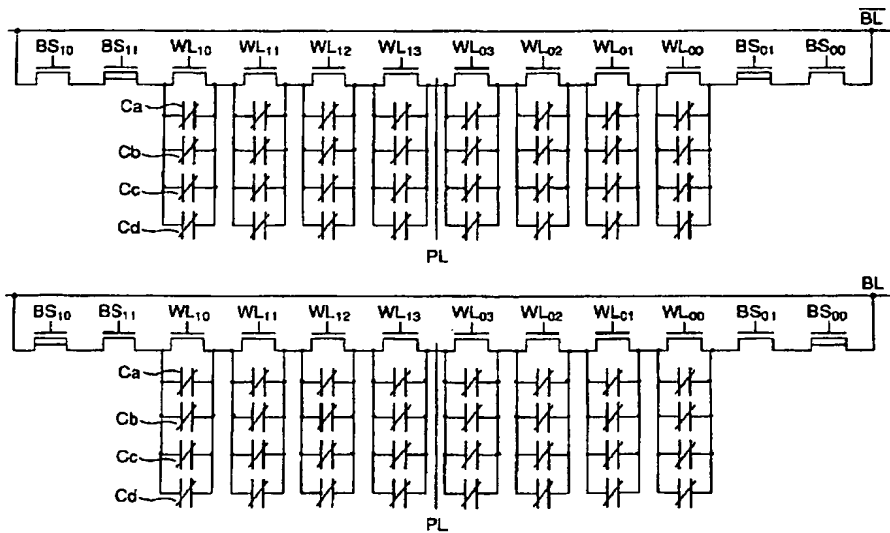 B̅L̅
BS₁₀ BS₁₁ WL₁₀ WL₁₁ WL₁₂ WL₁₃ WL₀₃ WL₀₂ WL₀₁ WL₀₀ BS₀₁ BS₀₀
Ca
Cb
Cc
Cd
PL
BL
BS₁₀ BS₁₁ WL₁₀ WL₁₁ WL₁₂ WL₁₃ WL₀₃ WL₀₂ WL₀₁ WL₀₀ BS₀₁ BS₀₀
Ca
Cb
Cc
Cd
PL